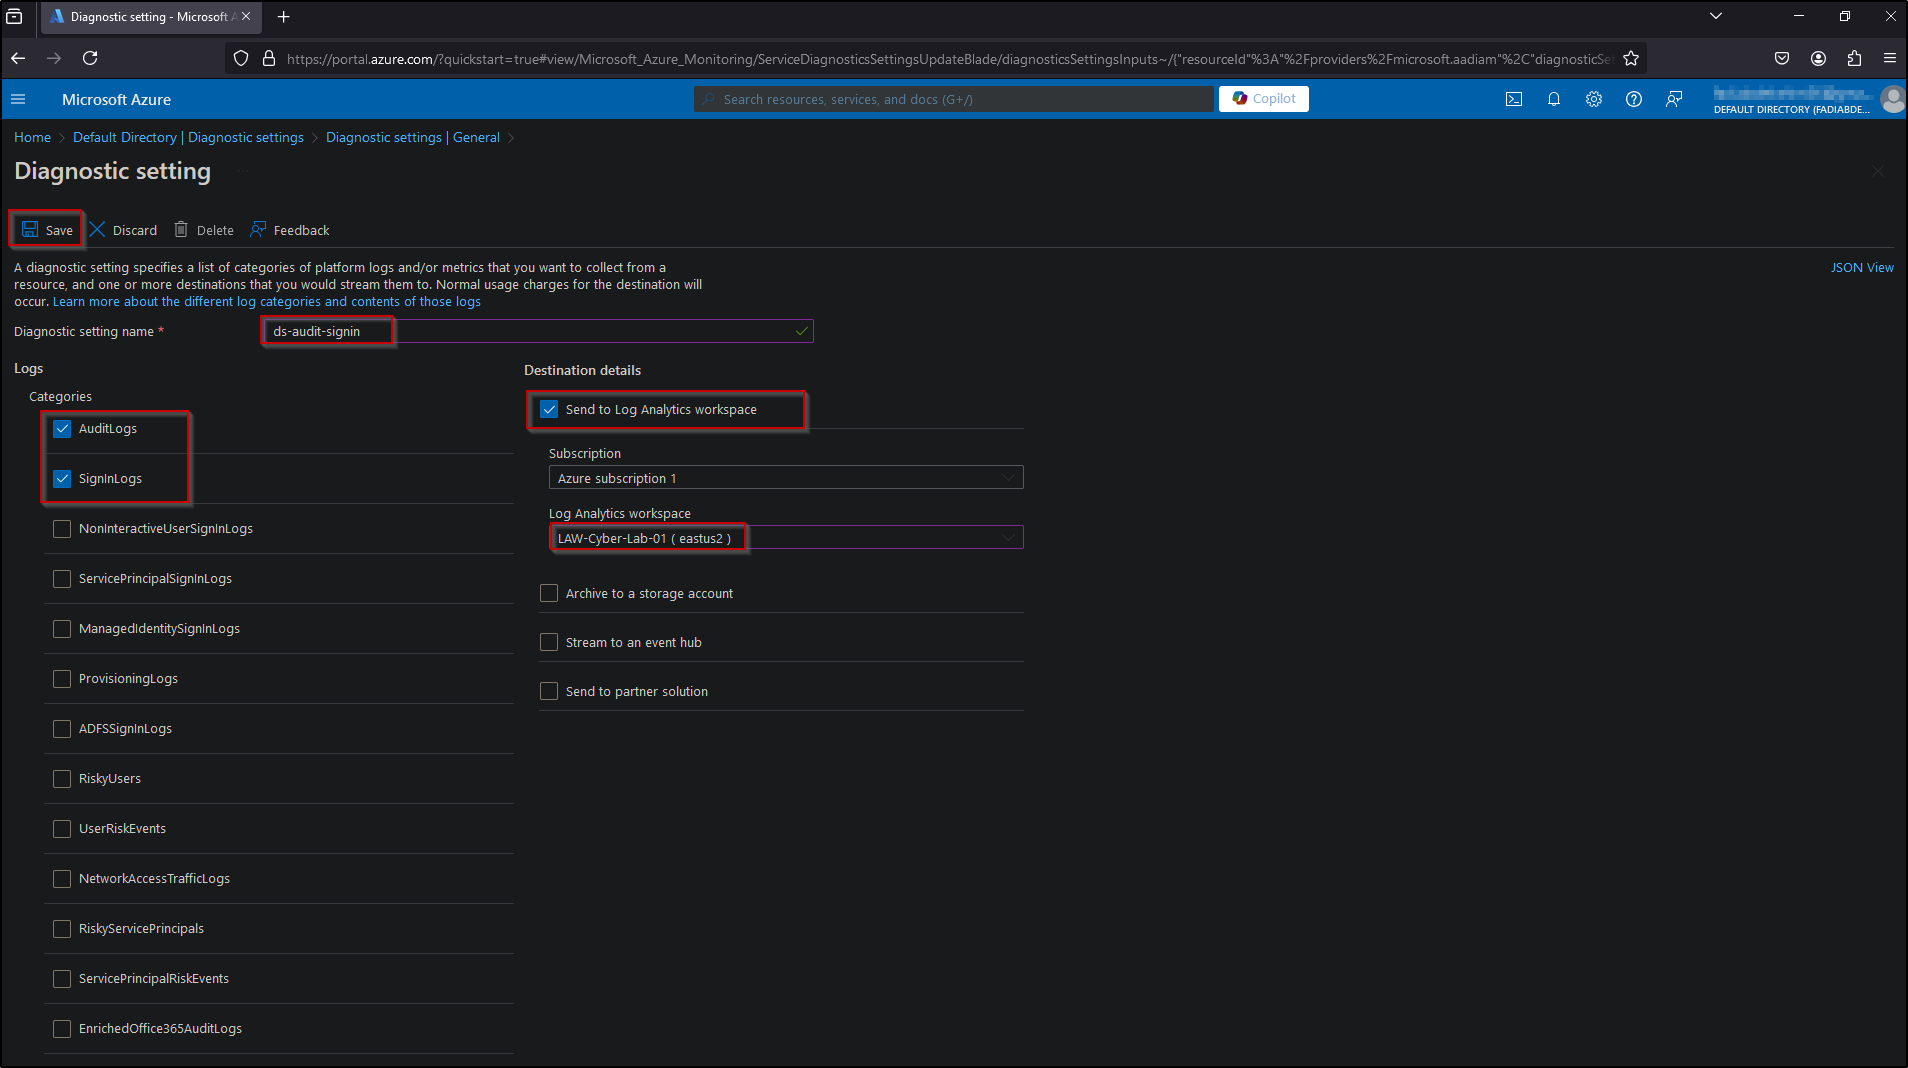 Diagnostic setting - Microsoft A
https://portal.azure.com/?quickstart=true#view/Microsoft_Azure_Monitoring/ServiceDiagnosticsSettingsUpdateBlade/diagnosticsSettingsInputs~/{"resourceId"%3A"%2Fproviders%2Fmicrosoft.aadiam"%2C"diagnosticSet
Microsoft Azure
Search resources, services, and docs (G+/)
Copilot
DEFAULT DIRECTORY (FADIABDE...
Home > Default Directory | Diagnostic settings > Diagnostic settings | General >
Diagnostic setting ...
Save
Discard
Delete
Feedback
A diagnostic setting specifies a list of categories of platform logs and/or metrics that you want to collect from a
resource, and one or more destinations that you would stream them to. Normal usage charges for the destination will
occur. Learn more about the different log categories and contents of those logs
JSON View
Diagnostic setting name *
ds-audit-signin
Logs
Categories
AuditLogs
SignInLogs
NonInteractiveUserSignInLogs
ServicePrincipalSignInLogs
ManagedIdentitySignInLogs
ProvisioningLogs
ADFSSignInLogs
RiskyUsers
UserRiskEvents
NetworkAccessTrafficLogs
RiskyServicePrincipals
ServicePrincipalRiskEvents
EnrichedOffice365AuditLogs
Destination details
Send to Log Analytics workspace
Subscription
Azure subscription 1
Log Analytics workspace
LAW-Cyber-Lab-01 ( eastus2 )
Archive to a storage account
Stream to an event hub
Send to partner solution